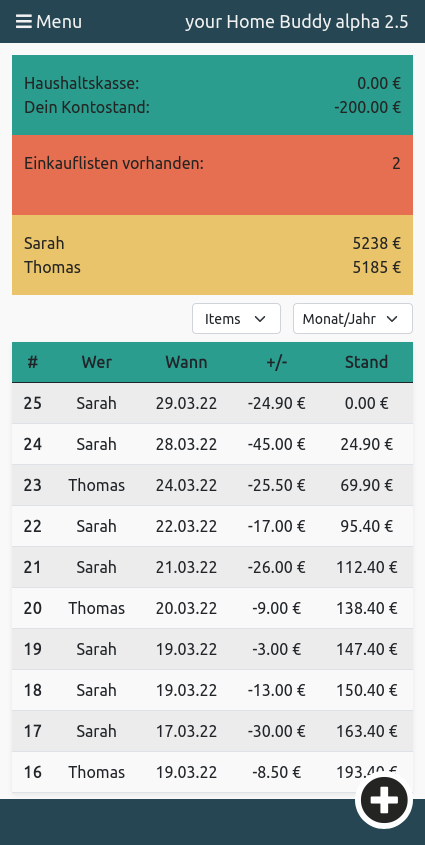 Menu your Home Buddy alpha 2.5
Haushaltskasse: 0.00 €
Dein Kontostand: -200.00 €
Einkauflisten vorhanden: 2
Sarah 5238 €
Thomas 5185 €
Items Monat/Jahr
# Wer Wann +/- Stand
25 Sarah 29.03.22 -24.90 € 0.00 €
24 Sarah 28.03.22 -45.00 € 24.90 €
23 Thomas 24.03.22 -25.50 € 69.90 €
22 Sarah 22.03.22 -17.00 € 95.40 €
21 Sarah 21.03.22 -26.00 € 112.40 €
20 Thomas 20.03.22 -9.00 € 138.40 €
19 Sarah 19.03.22 -3.00 € 147.40 €
18 Sarah 19.03.22 -13.00 € 150.40 €
17 Sarah 17.03.22 -30.00 € 163.40 €
16 Thomas 19.03.22 -8.50 € 193.40 €